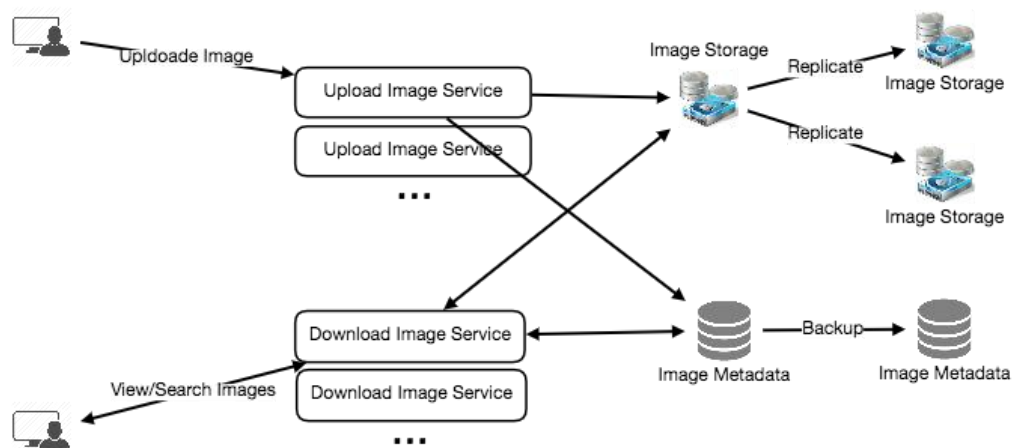 Upldoade Image
Image Storage
Replicate
Image Storage
Upload Image Service
Upload Image Service
...
Replicate
Image Storage
Download Image Service
Backup
Image Metadata
Image Metadata
View/Search Images
Download Image Service
...